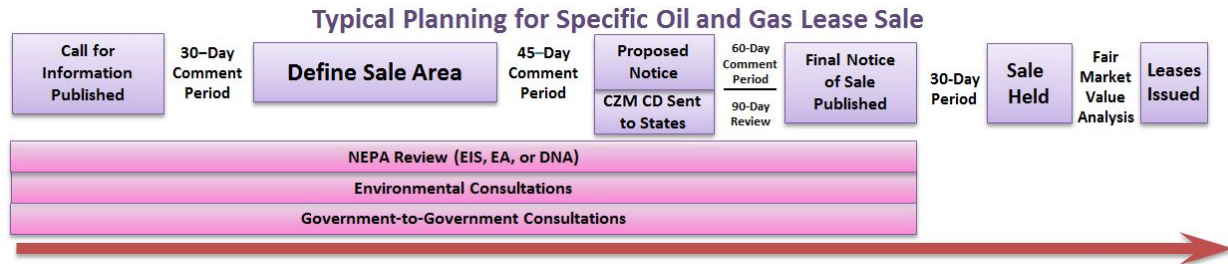 Typical Planning for Specific Oil and Gas Lease Sale
Call for
Information
Published
30–Day
Comment
Period
Define Sale Area
45–Day
Comment
Period
Proposed
Notice
CZM CD Sent
to States
60-Day
Comment
Period
90-Day
Review
Final Notice
of Sale
Published
30-Day
Period
Sale
Held
Fair
Market
Value
Analysis
Leases
Issued
NEPA Review (EIS, EA, or DNA)
Environmental Consultations
Government-to-Government Consultations